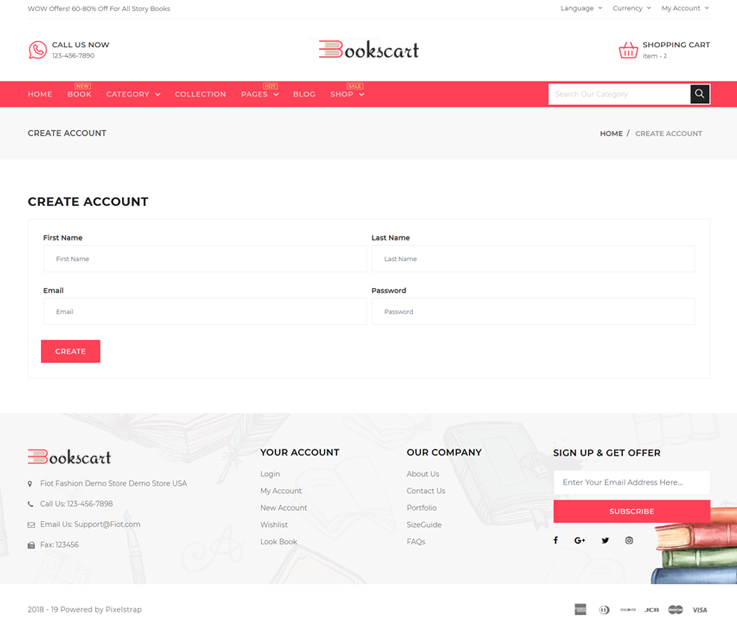 WOW Offers! 60-80% Off For All Story Books
Language
Currency
My Account
CALL US NOW
123-456-7890
Bookscart
SHOPPING CART
item - 2
NEW
HOT
SALE
HOME
BOOK
CATEGORY
COLLECTION
PAGES
BLOG
SHOP
Search Our Category
CREATE ACCOUNT
HOME / CREATE ACCOUNT
CREATE ACCOUNT
First Name
Last Name
First Name
Last Name
Email
Password
Email
Password
CREATE
Bookscart
Fiot Fashion Demo Store Demo Store USA
Call Us: 123-456-7898
Email Us: Support@Fiot.com
Fax: 123456
YOUR ACCOUNT
Login
My Account
New Account
Wishlist
Look Book
OUR COMPANY
About Us
Contact Us
Portfolio
SizeGuide
FAQs
SIGN UP & GET OFFER
Enter Your Email Address Here...
SUBSCRIBE
2018 - 19 Powered by Pixelstrap
JCB
VISA